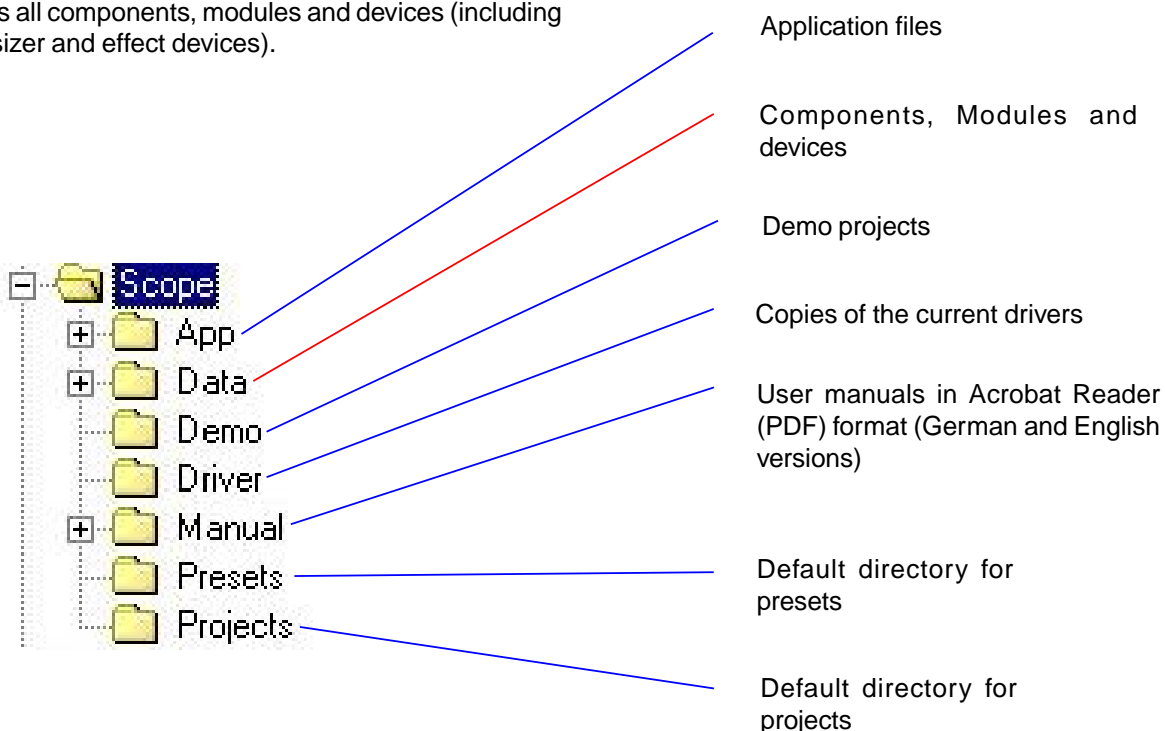 s all components, modules and devices (including
sizer and effect devices).
Application files
Components, Modules and
devices
Demo projects
Copies of the current drivers
User manuals in Acrobat Reader
(PDF) format (German and English
versions)
Default directory for
presets
Default directory for
projects
Scope
App
Data
Demo
Driver
Manual
Presets
Projects